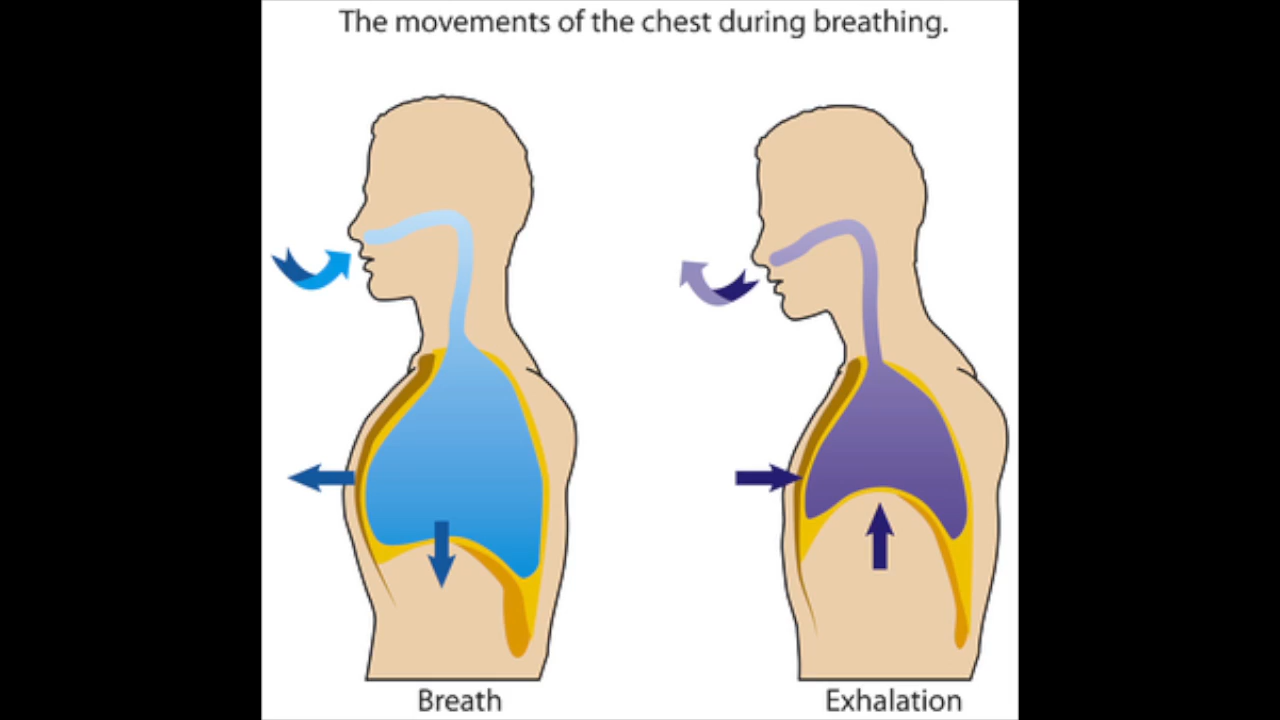 The movements of the chest during breathing.
Breath
Exhalation